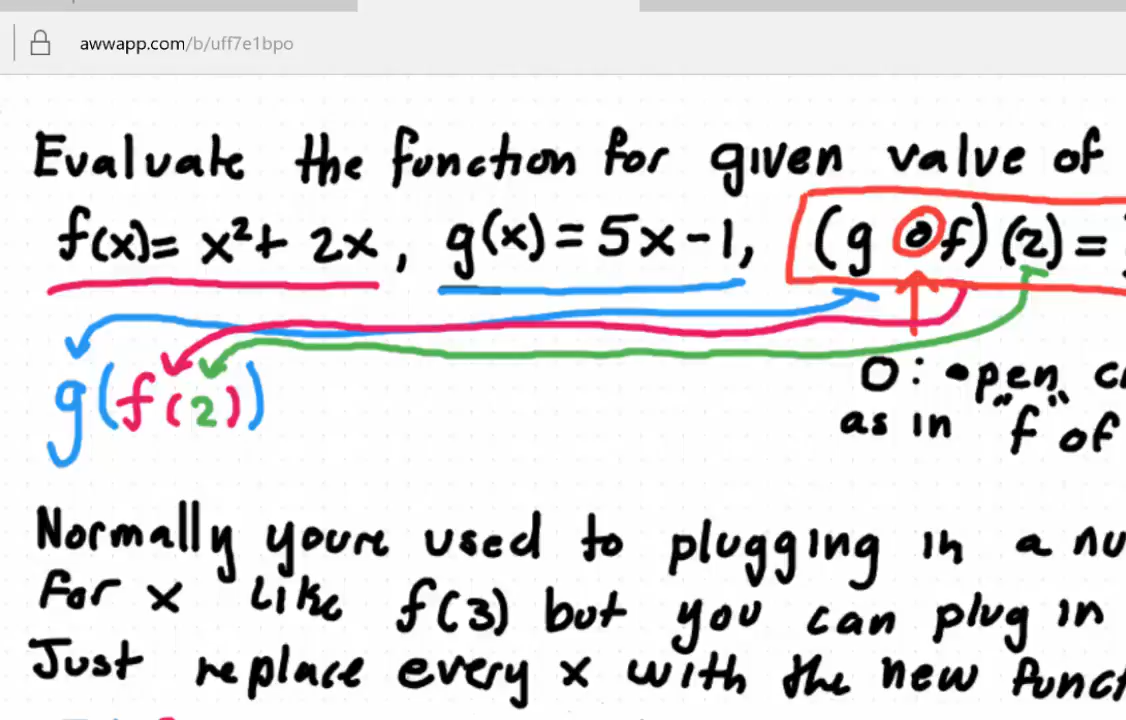 awwapp.com/b/uff7e1bpo
Evaluate the function for given value of
f(x)= x²+ 2x, g(x) = 5x-1, (g o f)(2) =
g(f(2))
O: open
as in "f" of
Normally youre used to plugging in a
for x like f(3) but you can plug in
Just replace every x with the new